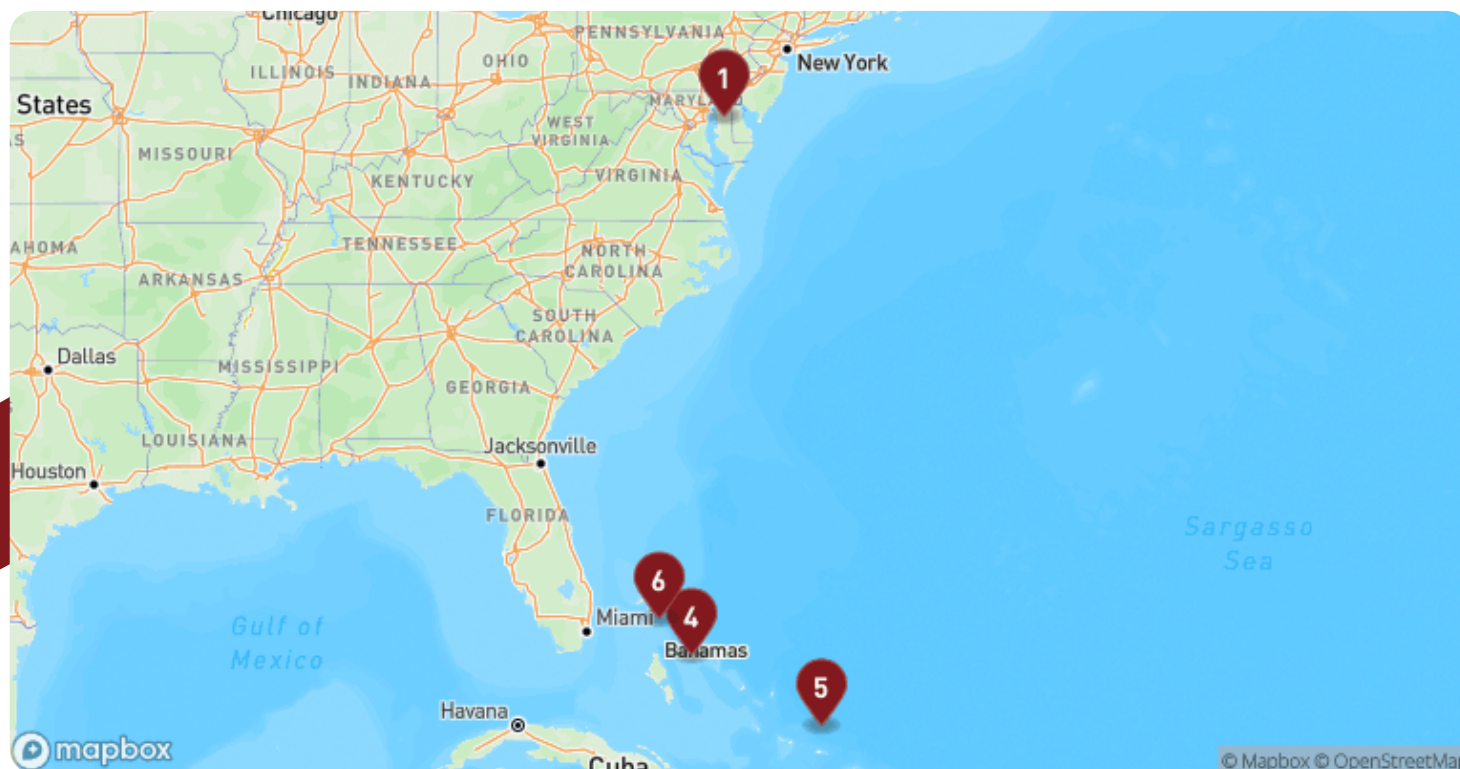 Chicago
PENNSYLVANIA
New York
OHIO
ILLINOIS
INDIANA
1
States
MARYLAND
WEST
VIRGINIA
MISSOURI
KENTUCKY
VIRGINIA
AHOMA
TENNESSEE
NORTH
CAROLINA
ARKANSAS
SOUTH
CAROLINA
Dallas
MISSISSIPPI
GEORGIA
LOUISIANA
Jacksonville
Houston
FLORIDA
Sargasso
Sea
6
Miami
4
Gulf of
Mexico
Bahamas
5
Havana
mapbox
Cuba
© Mapbox © OpenStreetMap